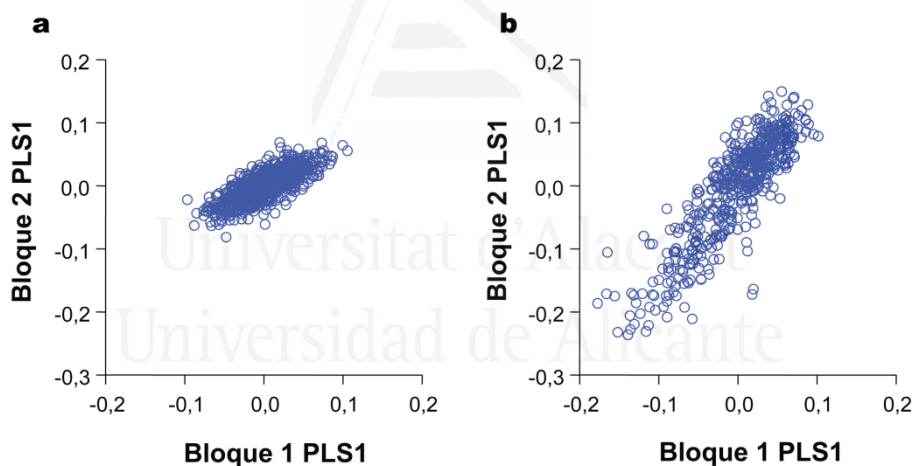 a
0,2
0,1
0,0
-0,1
-0,2
-0,3
-0,2
-0,1
0,0
0,1
0,2
Bloque 2 PLS1
Bloque 1 PLS1
b
0,2
0,1
0,0
-0,1
-0,2
-0,3
-0,2
-0,1
0,0
0,1
0,2
Bloque 2 PLS1
Bloque 1 PLS1
Universitat d'Alacant
Universidad de Alicante